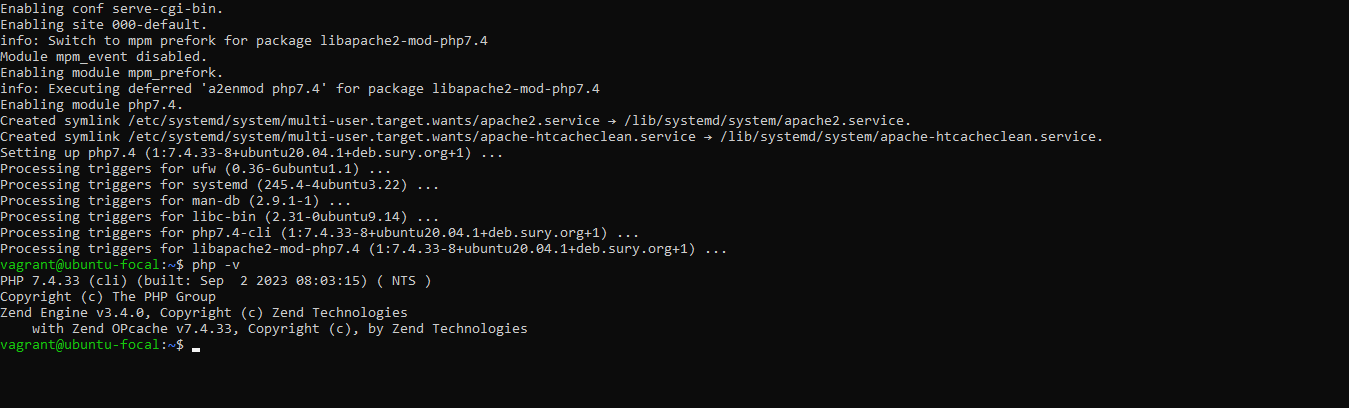 Enabling conf serve-cgi-bin.
Enabling site 000-default.
info: Switch to mpm prefork for package libapache2-mod-php7.4
Module mpm_event disabled.
Enabling module mpm_prefork.
info: Executing deferred 'a2enmod php7.4' for package libapache2-mod-php7.4
Enabling module php7.4.
Created symlink /etc/systemd/system/multi-user.target.wants/apache2.service → /lib/systemd/system/apache2.service.
Created symlink /etc/systemd/system/multi-user.target.wants/apache-htcacheclean.service → /lib/systemd/system/apache-htcacheclean.service.
Setting up php7.4 (1:7.4.33-8+ubuntu20.04.1+deb.sury.org+1) ...
Processing triggers for ufw (0.36-6ubuntu1.1) ...
Processing triggers for systemd (245.4-4ubuntu3.22) ...
Processing triggers for man-db (2.9.1-1) ...
Processing triggers for libc-bin (2.31-0ubuntu9.14) ...
Processing triggers for php7.4-cli (1:7.4.33-8+ubuntu20.04.1+deb.sury.org+1) ...
Processing triggers for libapache2-mod-php7.4 (1:7.4.33-8+ubuntu20.04.1+deb.sury.org+1) ...
vagrant@ubuntu-focal:~$ php -v
PHP 7.4.33 (cli) (built: Sep  2 2023 08:03:15) ( NTS )
Copyright (c) The PHP Group
Zend Engine v3.4.0, Copyright (c) Zend Technologies
    with Zend OPcache v7.4.33, Copyright (c), by Zend Technologies
vagrant@ubuntu-focal:~$